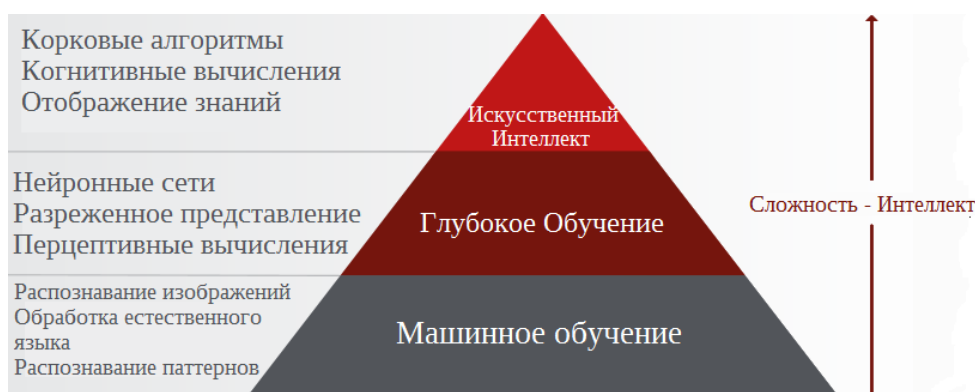 Корковые алгоритмы
Когнитивные вычисления
Отображение знаний
Искусственный
Интеллект
Нейронные сети
Разреженное представление
Перцептивные вычисления
Глубокое Обучение
Сложность - Интеллект
Распознавание изображений
Обработка естественного
языка
Распознавание паттернов
Машинное обучение